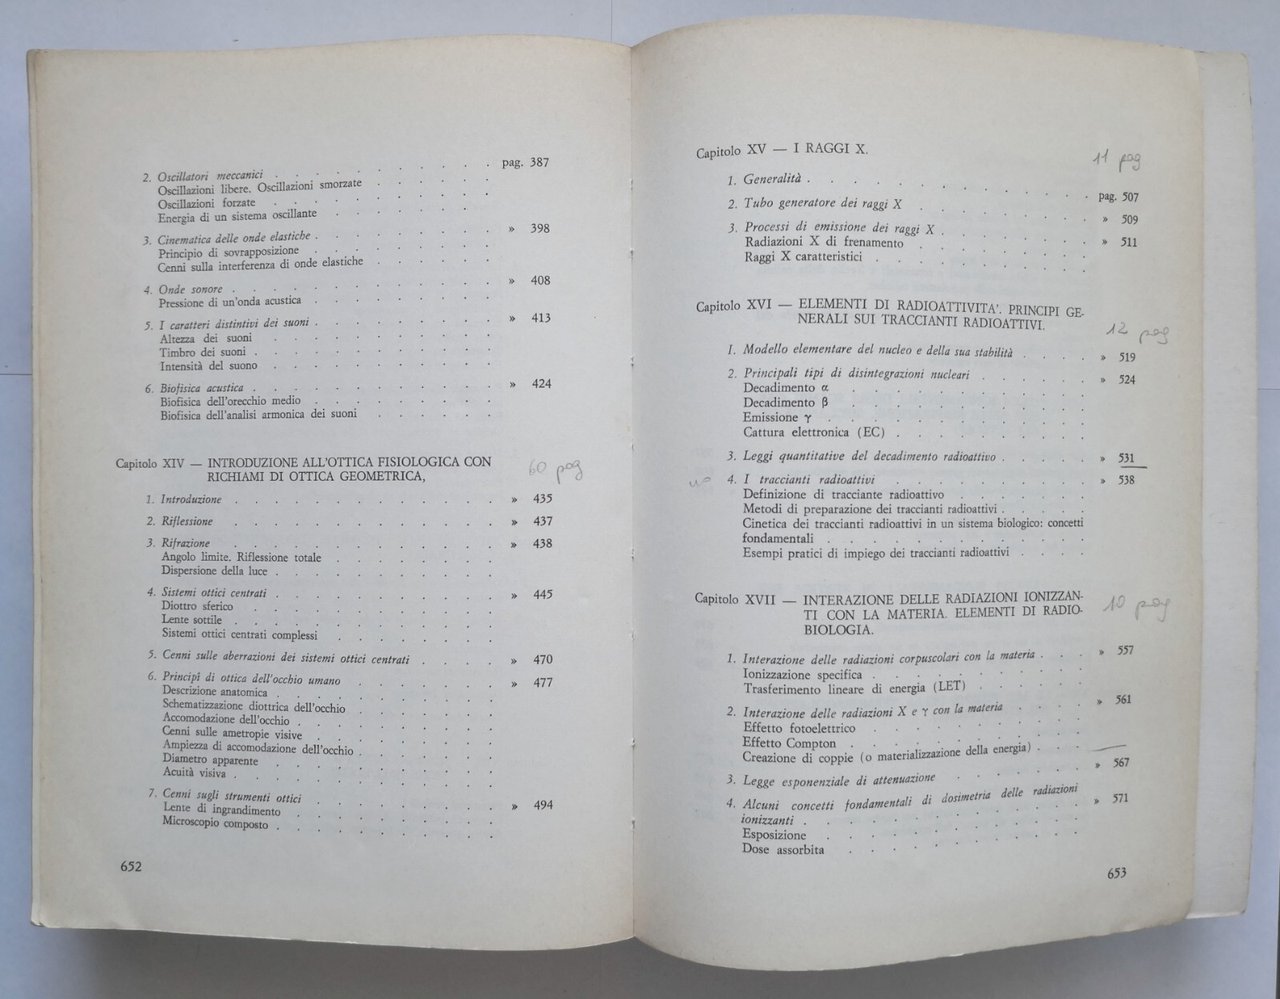 pag. 387
2. Oscillatori meccanici
Oscillazioni libere. Oscillazioni smorzate
Oscillazioni forzate
Energia di un sistema oscillante
3. Cinematica delle onde elastiche » 398
Principio di sovrapposizione
Cenni sulla interferenza di onde elastiche
4. Onde sonore » 408
Pressione di un'onda acustica
5. I caratteri distintivi dei suoni » 413
Altezza dei suoni
Timbro dei suoni
Intensità del suono
6. Biofisica acustica » 424
Biofisica dell'orecchio medio
Biofisica dell'analisi armonica dei suoni
Capitolo XIV — INTRODUZIONE ALL'OTTICA FISIOLOGICA CON
RICHIAMI DI OTTICA GEOMETRICA,
60 pag
1. Introduzione » 435
2. Riflessione » 437
3. Rifrazione » 438
Angolo limite. Riflessione totale
Dispersione della luce
4. Sistemi ottici centrati » 445
Diottro sferico
Lente sottile
Sistemi ottici centrati complessi
5. Cenni sulle aberrazioni dei sistemi ottici centrati » 470
6. Principî di ottica dell'occhio umano » 477
Descrizione anatomica
Schematizzazione diottrica dell'occhio
Accomodazione dell'occhio
Cenni sulle ametropie visive
Ampiezza di accomodazione dell'occhio
Diametro apparente
Acuità visiva
7. Cenni sugli strumenti ottici » 494
Lente di ingrandimento
Microscopio composto
652
Capitolo XV — I RAGGI X.
11 pag
1. Generalità pag. 507
2. Tubo generatore dei raggi X » 509
3. Processi di emissione dei raggi X » 511
Radiazioni X di frenamento
Raggi X caratteristici
Capitolo XVI — ELEMENTI DI RADIOATTIVITA'. PRINCIPI GE-
NERALI SUI TRACCIANTI RADIOATTIVI.
12 pag
1. Modello elementare del nucleo e della sua stabilità » 519
2. Principali tipi di disintegrazioni nucleari » 524
Decadimento α
Decadimento β
Emissione γ
Cattura elettronica (EC)
3. Leggi quantitative del decadimento radioattivo » 531
4. I traccianti radioattivi » 538
Definizione di tracciante radioattivo
Metodi di preparazione dei traccianti radioattivi
Cinetica dei traccianti radioattivi in un sistema biologico: concetti
fondamentali
Esempi pratici di impiego dei traccianti radioattivi
Capitolo XVII — INTERAZIONE DELLE RADIAZIONI IONIZZAN-
TI CON LA MATERIA. ELEMENTI DI RADIO-
BIOLOGIA.
10 pag
1. Interazione delle radiazioni corpuscolari con la materia » 557
Ionizzazione specifica
Trasferimento lineare di energia (LET)
2. Interazione delle radiazioni X e γ con la materia » 561
Effetto fotoelettrico
Effetto Compton
Creazione di coppie (o materializzazione della energia)
3. Legge esponenziale di attenuazione » 567
4. Alcuni concetti fondamentali di dosimetria delle radiazioni » 571
ionizzanti
Esposizione
Dose assorbita
653